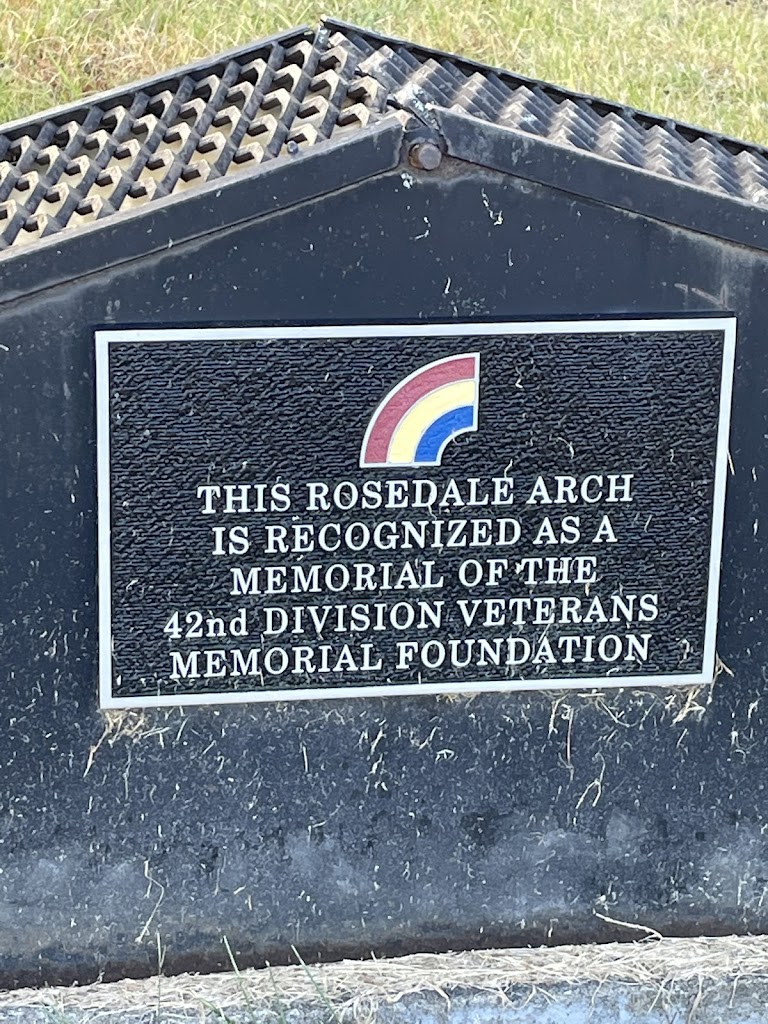 THIS ROSEDALE ARCH
IS RECOGNIZED AS A
MEMORIAL OF THE
42nd DIVISION VETERANS
MEMORIAL FOUNDATION